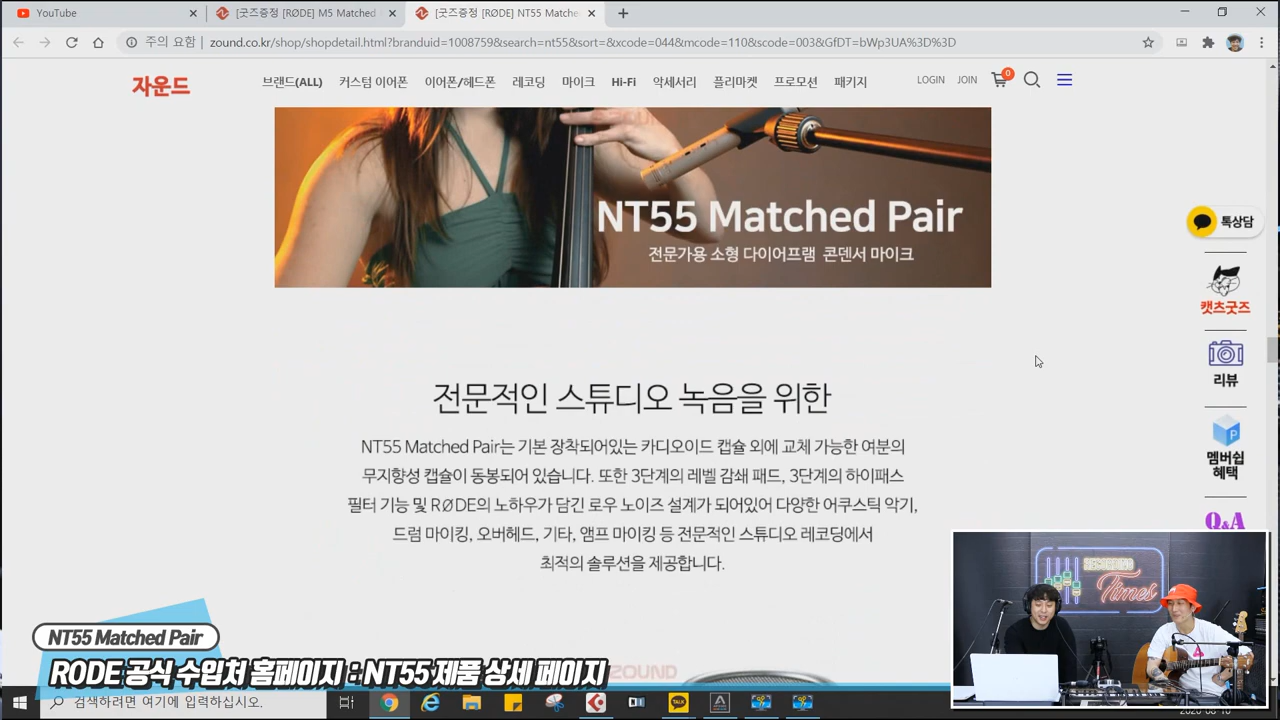 YouTube
[굿즈증정 [RØDE] M5 Matched
[굿즈증정 [RØDE] NT55 Matche
주의 요함
zound.co.kr/shop/shopdetail.html?branduid=1008759&search=nt55&sort=&xcode=044&mcode=110&scode=003&GfDT=bWp3UA%3D%3D
자운드
브랜드(ALL) 커스텀 이어폰 이어폰/헤드폰 레코딩 마이크 Hi-Fi 악세서리 플리마켓 프로모션 패키지
LOGIN JOIN 0
NT55 Matched Pair
전문가용 소형 다이어프램 콘덴서 마이크
톡상담
캣츠굿즈
리뷰
P
멤버쉽
혜택
Q&A
전문적인 스튜디오 녹음을 위한
NT55 Matched Pair는 기본 장착되어있는 카디오이드 캡슐 외에 교체 가능한 여분의
무지향성 캡슐이 동봉되어 있습니다. 또한 3단계의 레벨 감쇄 패드, 3단계의 하이패스
필터 기능 및 RØDE의 노하우가 담긴 로우 노이즈 설계가 되어있어 다양한 어쿠스틱 악기,
드럼 마이킹, 오버헤드, 기타, 앰프 마이킹 등 전문적인 스튜디오 레코딩에서
최적의 솔루션을 제공합니다.
Times
NT55 Matched Pair
RODE 공식 수입처 홈페이지 : NT55 제품 상세 페이지
ZOUND
검색하려면 여기에 입력하십시오.
TALK